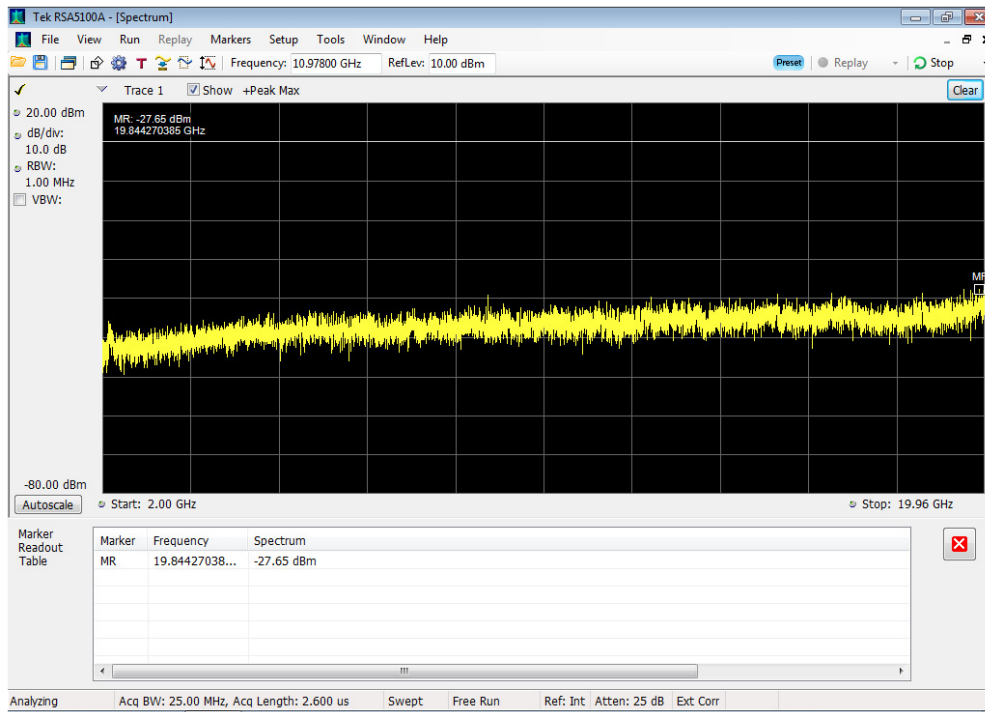 Tek RSA5100A - [Spectrum]
File View Run Replay Markers Setup Tools Window Help
T Frequency: 10.97800 GHz RefLev: 10.00 dBm Preset Replay Stop
Trace 1 Show +Peak Max Clear
20.00 dBm
dB/div:
10.0 dB
RBW:
1.00 MHz
VBW:
MR: -27.65 dBm
19.844270385 GHz
MR
-80.00 dBm
Autoscale Start: 2.00 GHz Stop: 19.96 GHz
Marker
Readout
Table
Marker Frequency Spectrum
MR 19.84427038... -27.65 dBm
Analyzing Acq BW: 25.00 MHz, Acq Length: 2.600 us Swept Free Run Ref: Int Atten: 25 dB Ext Corr